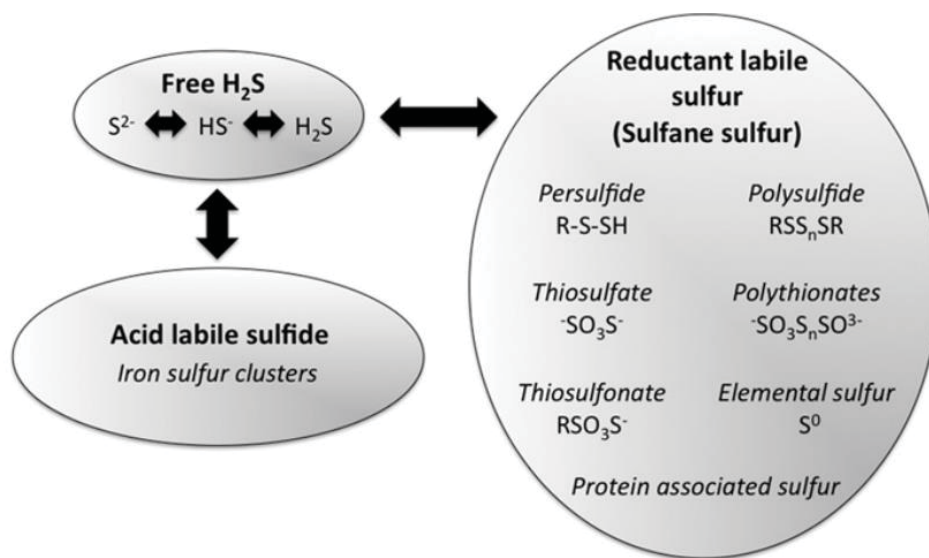 Free H₂S
S²⁻ HS⁻ H₂S
Acid labile sulfide
Iron sulfur clusters
Reductant labile
sulfur
(Sulfane sulfur)
Persulfide Polysulfide
R-S-SH RSSₙSR
Thiosulfate Polythionates
⁻SO₃S⁻ ⁻SO₃SₙSO³⁻
Thiosulfonate Elemental sulfur
RSO₃S⁻ S⁰
Protein associated sulfur